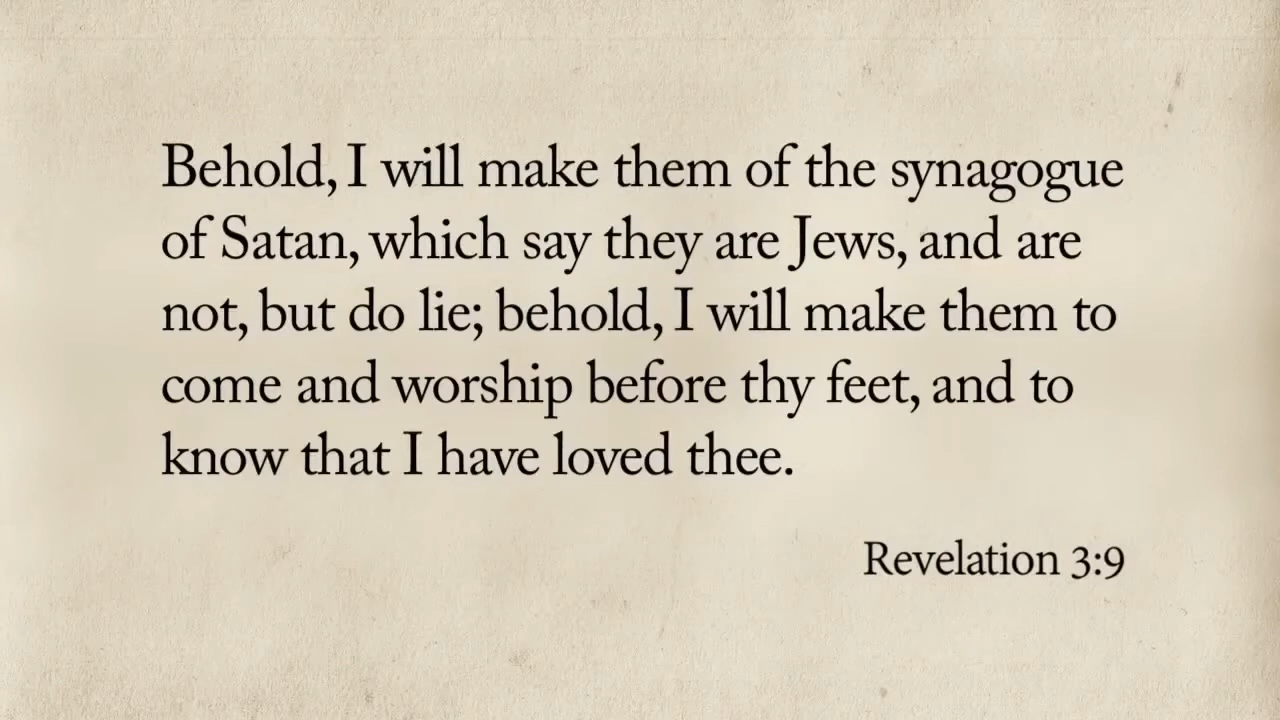 Behold, I will make them of the synagogue
of Satan, which say they are Jews, and are
not, but do lie; behold, I will make them to
come and worship before thy feet, and to
know that I have loved thee.
Revelation 3:9